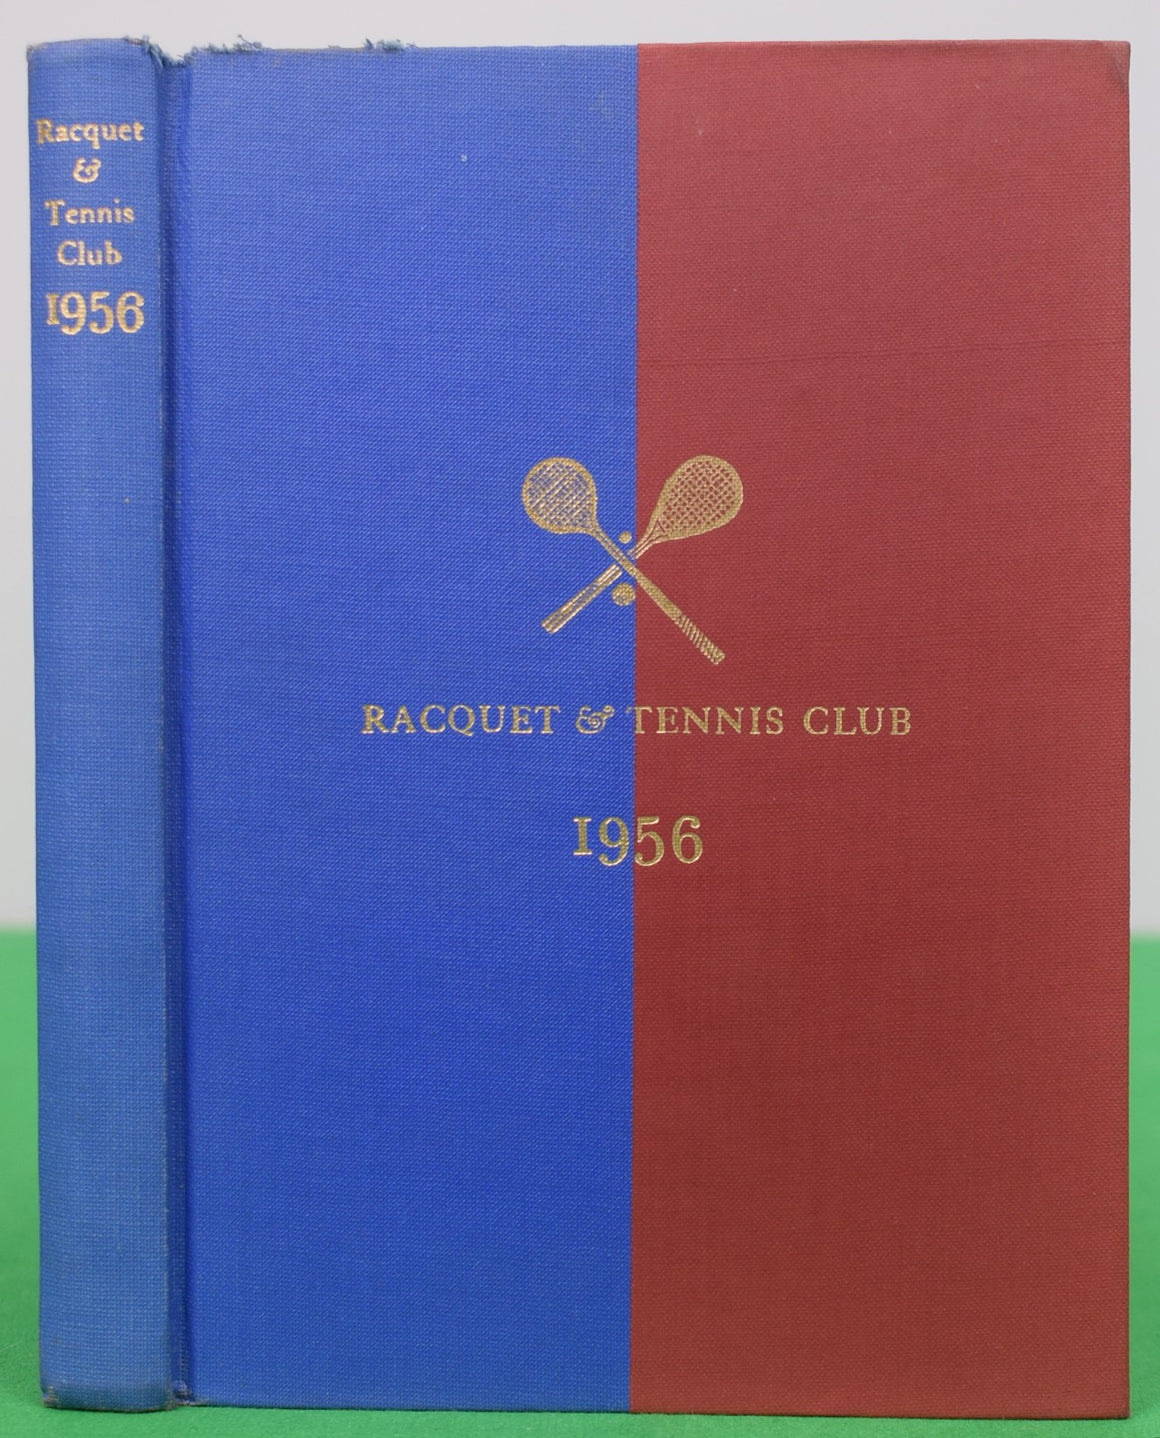 Racquet
&
Tennis
Club
1956
RACQUET & TENNIS CLUB
1956